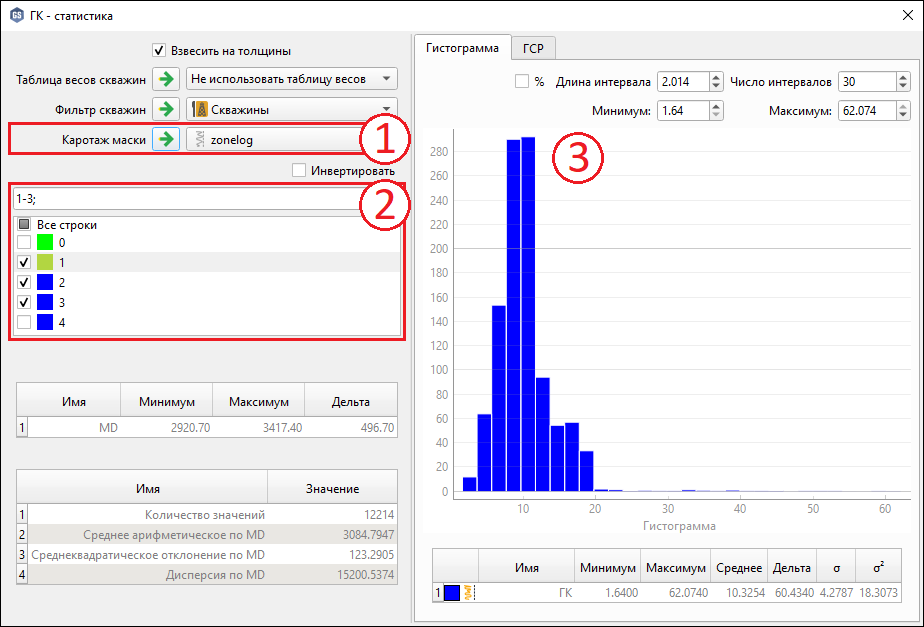 GS ГК - статистика
Взвесить на толщины
Таблица весов скважин Не использовать таблицу весов
Фильтр скважин Скважины
Каротаж маски zonelog
1
Инвертировать
1-3;
2
Все строки
0
1
2
3
4
Имя Минимум Максимум Дельта
1 MD 2920.70 3417.40 496.70
Имя Значение
1 Количество значений 12214
2 Среднее арифметическое по MD 3084.7947
3 Среднеквадратическое отклонение по MD 123.2905
4 Дисперсия по MD 15200.5374
Гистограмма ГСР
% Длина интервала 2.014 Число интервалов 30
Минимум: 1.64 Максимум: 62.074
3
280
260
240
220
200
180
160
140
120
100
80
60
40
20
0
10 20 30 40 50 60
Гистограмма
Имя Минимум Максимум Среднее Дельта σ σ²
1 ГК 1.6400 62.0740 10.3254 60.4340 4.2787 18.3073